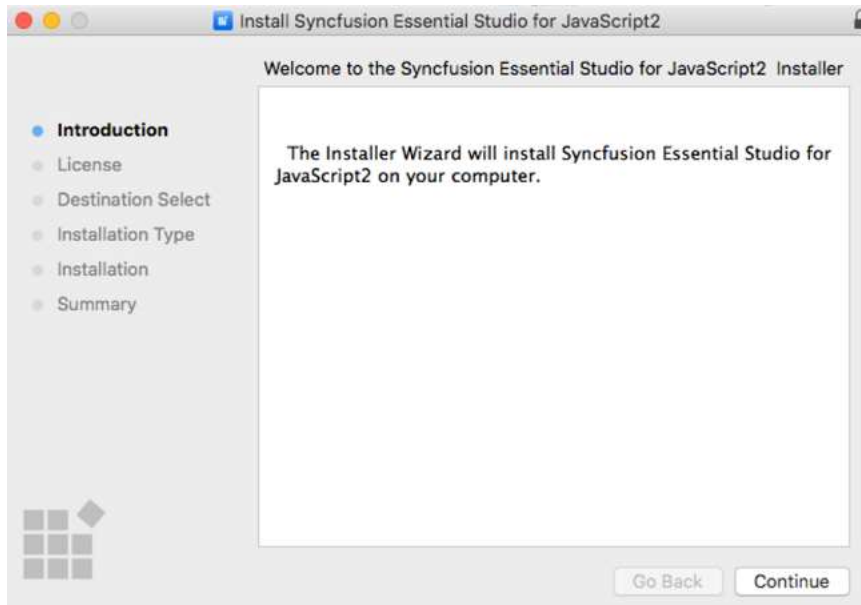 Install Syncfusion Essential Studio for JavaScript2
Welcome to the Syncfusion Essential Studio for JavaScript2 Installer
Introduction
License
Destination Select
Installation Type
Installation
Summary
The Installer Wizard will install Syncfusion Essential Studio for
JavaScript2 on your computer.
Go Back
Continue